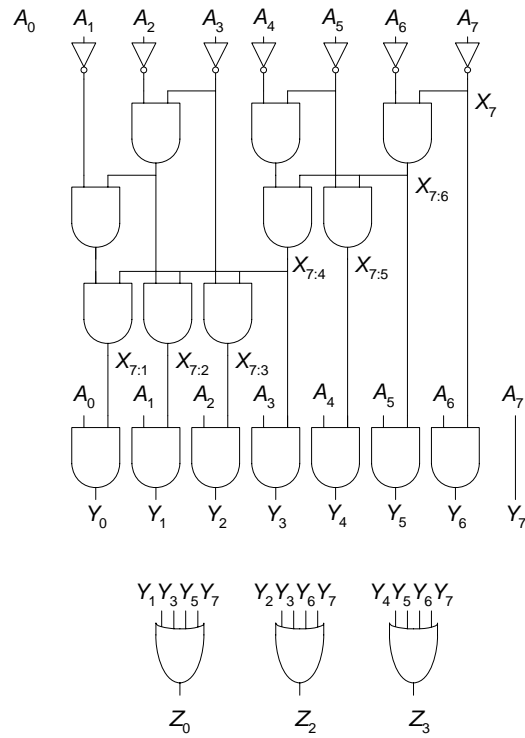 A₀ A₁ A₂ A₃ A₄ A₅ A₆ A₇
X₇
X₇:₆
X₇:₄ X₇:₅
X₇:₁ X₇:₂ X₇:₃
A₀ A₁ A₂ A₃ A₄ A₅ A₆ A₇
Y₀ Y₁ Y₂ Y₃ Y₄ Y₅ Y₆ Y₇
Y₁ Y₃ Y₅ Y₇ Y₂ Y₃ Y₆ Y₇ Y₄ Y₅ Y₆ Y₇
Z₀ Z₂ Z₃